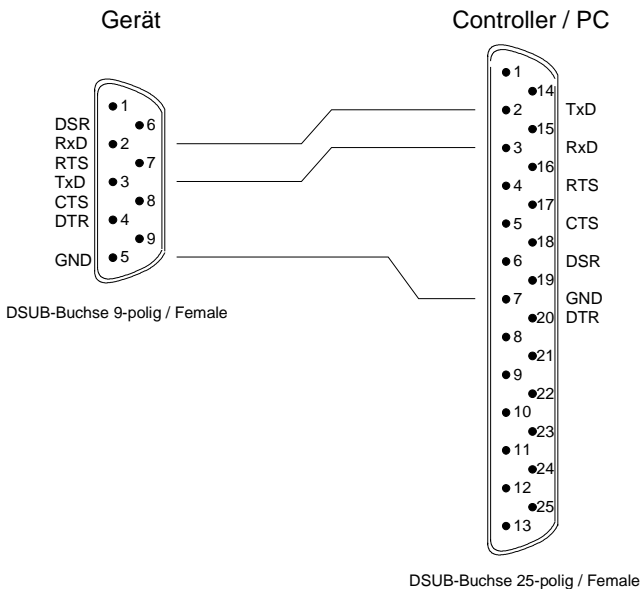 Gerät
Controller / PC
1
6
2
7
3
8
4
9
5
DSR
RxD
RTS
TxD
CTS
DTR
GND
DSUB-Buchse 9-polig / Female
1
14
2
15
3
16
4
17
5
18
6
19
7
20
8
21
9
22
10
23
11
24
12
25
13
TxD
RxD
RTS
CTS
DSR
GND
DTR
DSUB-Buchse 25-polig / Female